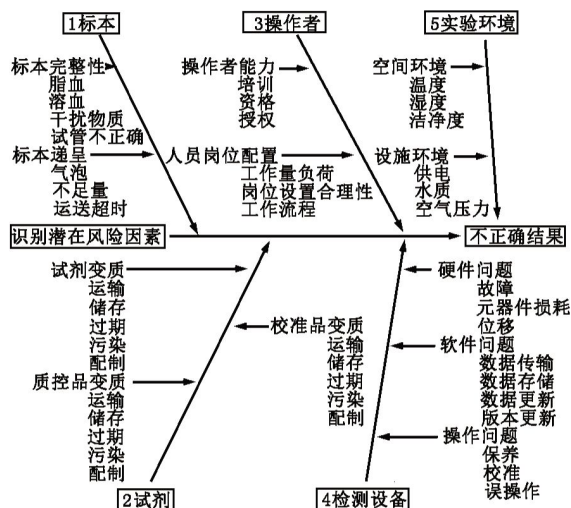 1标本
3操作者
5实验环境
标本完整性
脂血
溶血
干扰物质
试管不正确
标本递呈
气泡
不足量
运送超时
操作者能力
培训
资格
授权
人员岗位配置
工作量负荷
岗位设置合理性
工作流程
空间环境
温度
湿度
洁净度
设施环境
供电
水质
空气压力
识别潜在风险因素
不正确结果
试剂变质
运输
储存
过期
污染
配制
质控品变质
运输
储存
过期
污染
配制
校准品变质
运输
储存
过期
污染
配制
硬件问题
故障
元器件损耗
位移
软件问题
数据传输
数据存储
数据更新
版本更新
操作问题
保养
校准
误操作
2试剂
4检测设备